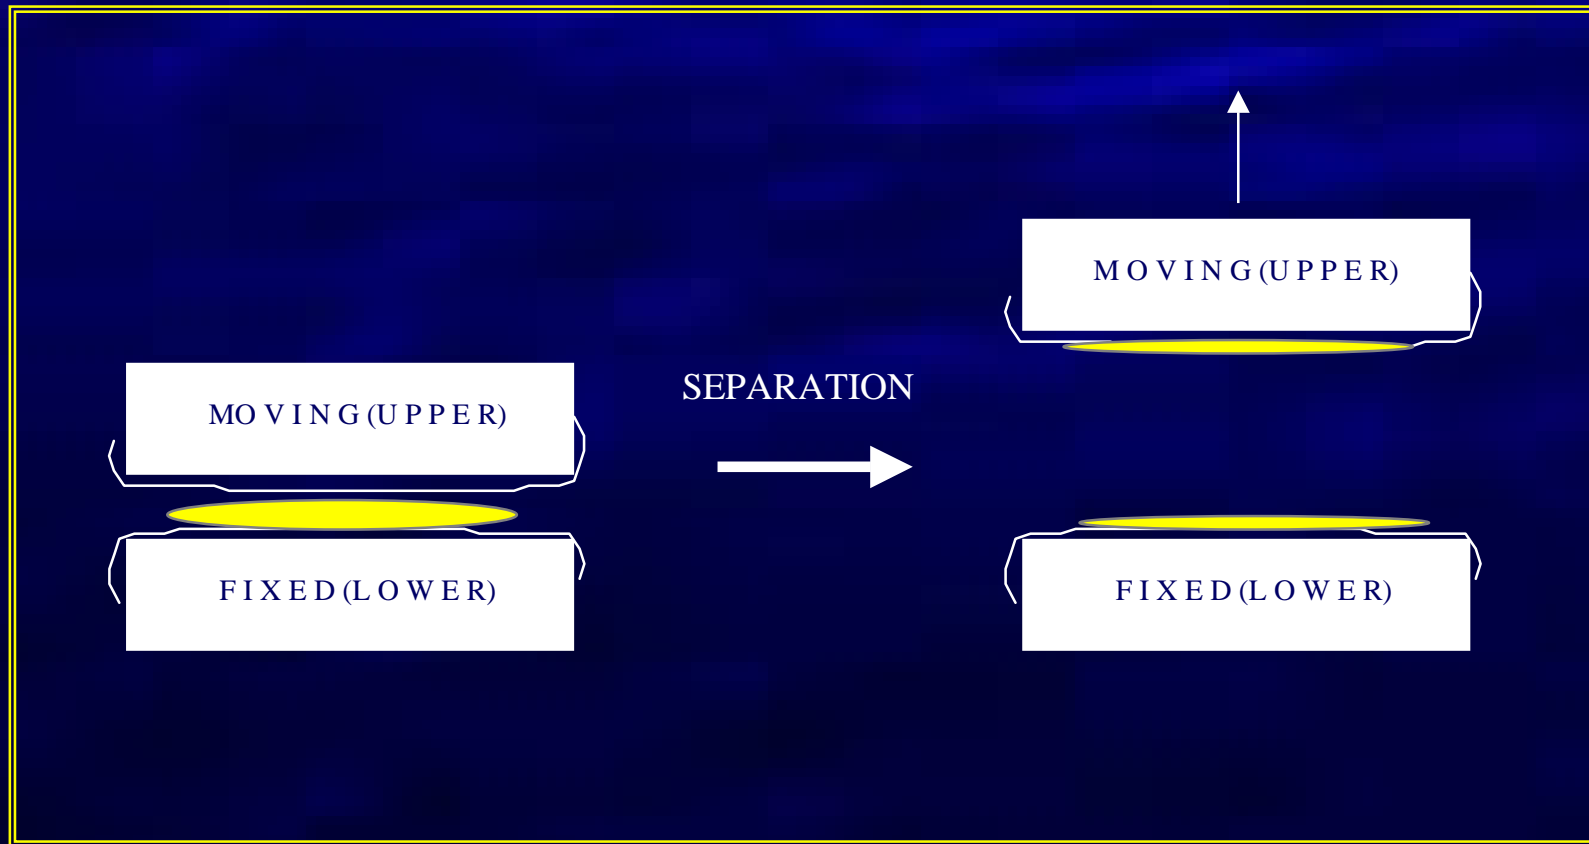 MOVING (UPPER)
SEPARATION
MOVING (UPPER)
FIXED (LOWER)
FIXED (LOWER)